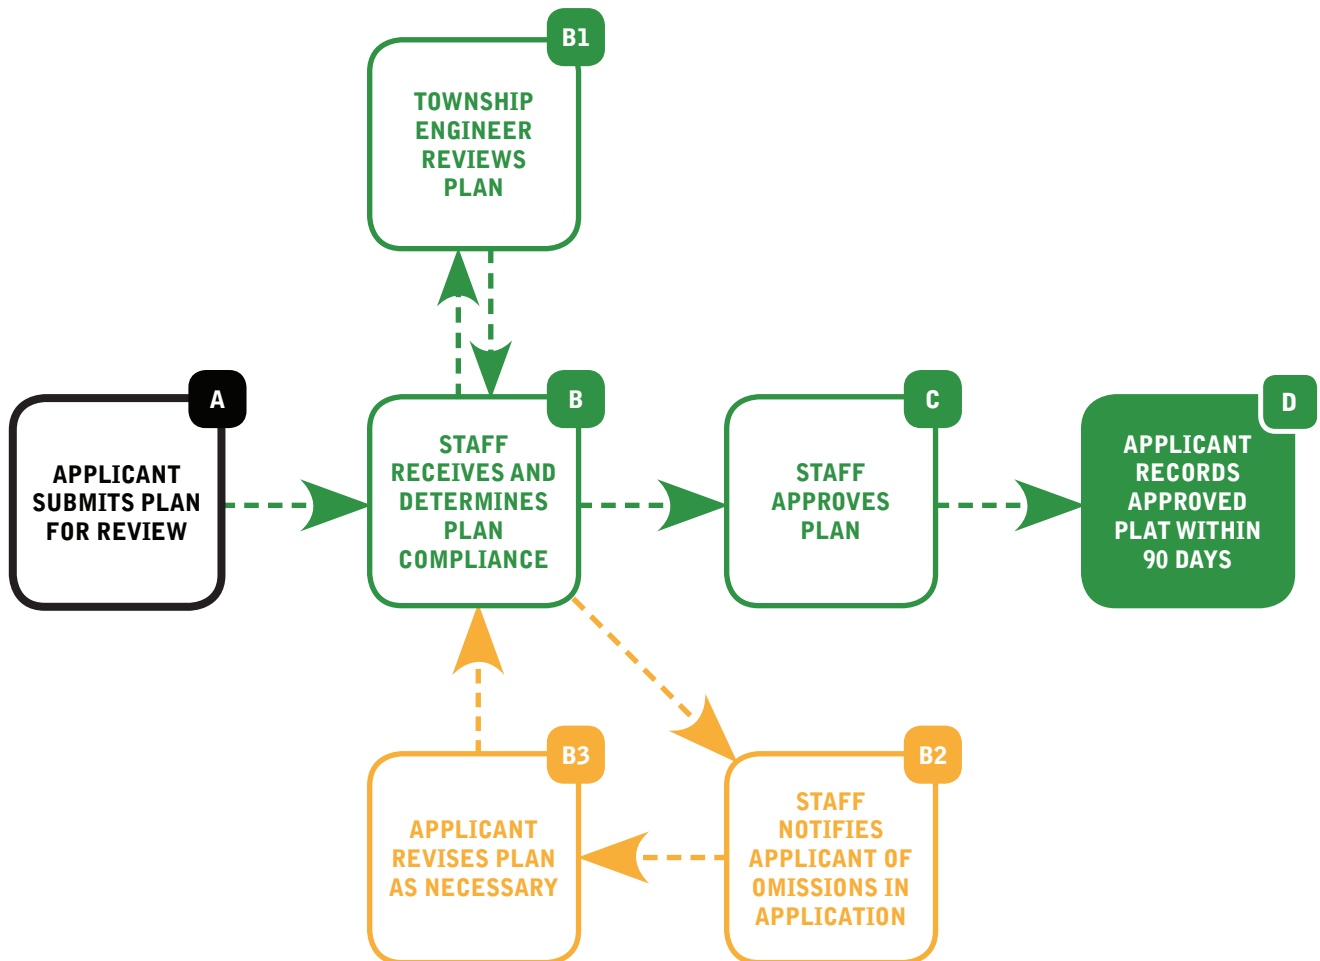 B1
TOWNSHIP
ENGINEER
REVIEWS
PLAN
A
APPLICANT
SUBMITS PLAN
FOR REVIEW
B
STAFF
RECEIVES AND
DETERMINES
PLAN
COMPLIANCE
C
STAFF
APPROVES
PLAN
D
APPLICANT
RECORDS
APPROVED
PLAT WITHIN
90 DAYS
B3
APPLICANT
REVISES PLAN
AS NECESSARY
B2
STAFF
NOTIFIES
APPLICANT OF
OMISSIONS IN
APPLICATION